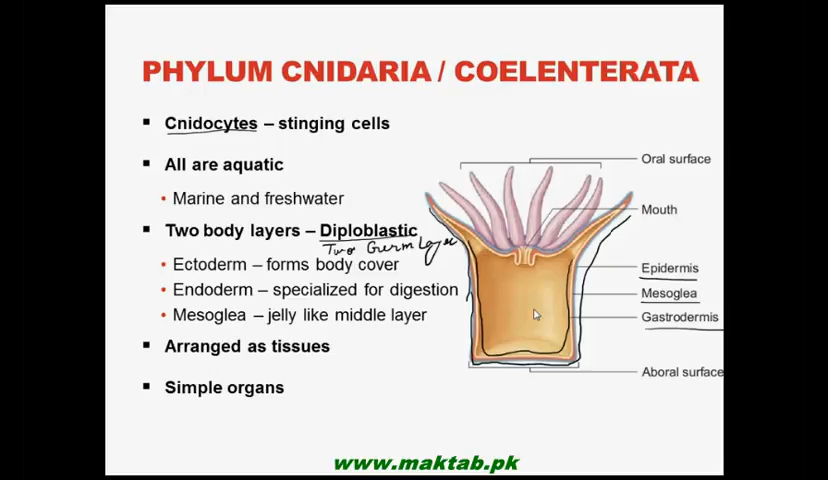 PHYLUM CNIDARIA / COELENTERATA
Cnidocytes – stinging cells
All are aquatic
Marine and freshwater
Two body layers – Diploblastic
Two Germ Layer
Ectoderm – forms body cover
Endoderm – specialized for digestion
Mesoglea – jelly like middle layer
Arranged as tissues
Simple organs
Oral surface
Mouth
Epidermis
Mesoglea
Gastrodermis
Aboral surface
www.maktab.pk